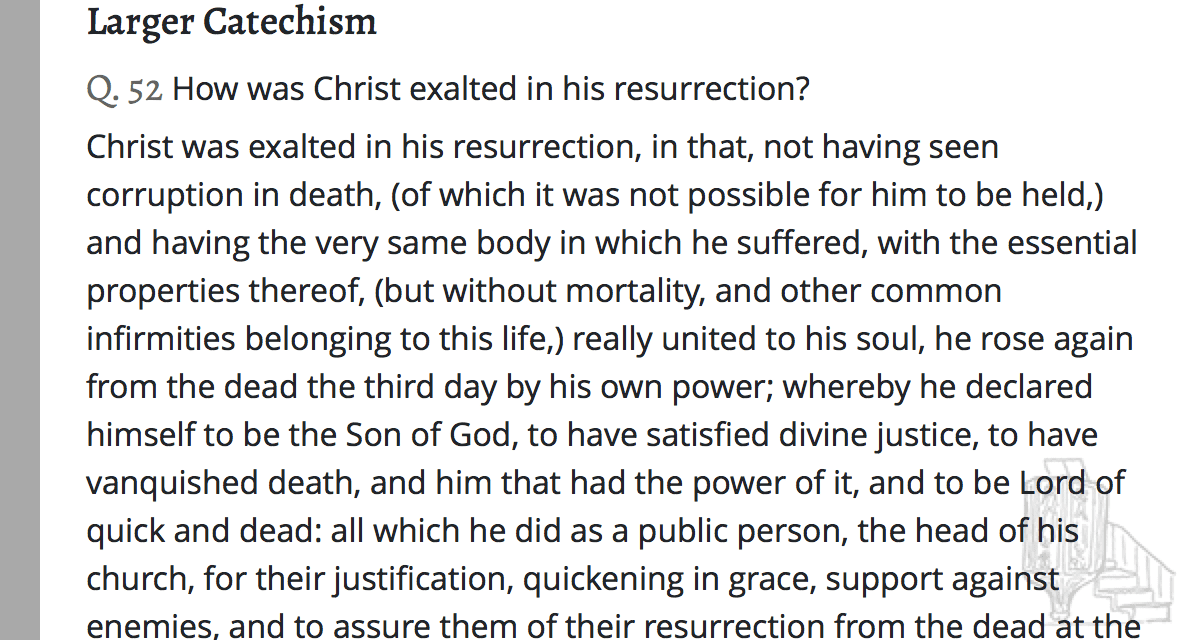 Larger Catechism
Q. 52 How was Christ exalted in his resurrection?
Christ was exalted in his resurrection, in that, not having seen
corruption in death, (of which it was not possible for him to be held,)
and having the very same body in which he suffered, with the essential
properties thereof, (but without mortality, and other common
infirmities belonging to this life,) really united to his soul, he rose again
from the dead the third day by his own power; whereby he declared
himself to be the Son of God, to have satisfied divine justice, to have
vanquished death, and him that had the power of it, and to be Lord of
quick and dead: all which he did as a public person, the head of his
church, for their justification, quickening in grace, support against
enemies, and to assure them of their resurrection from the dead at the